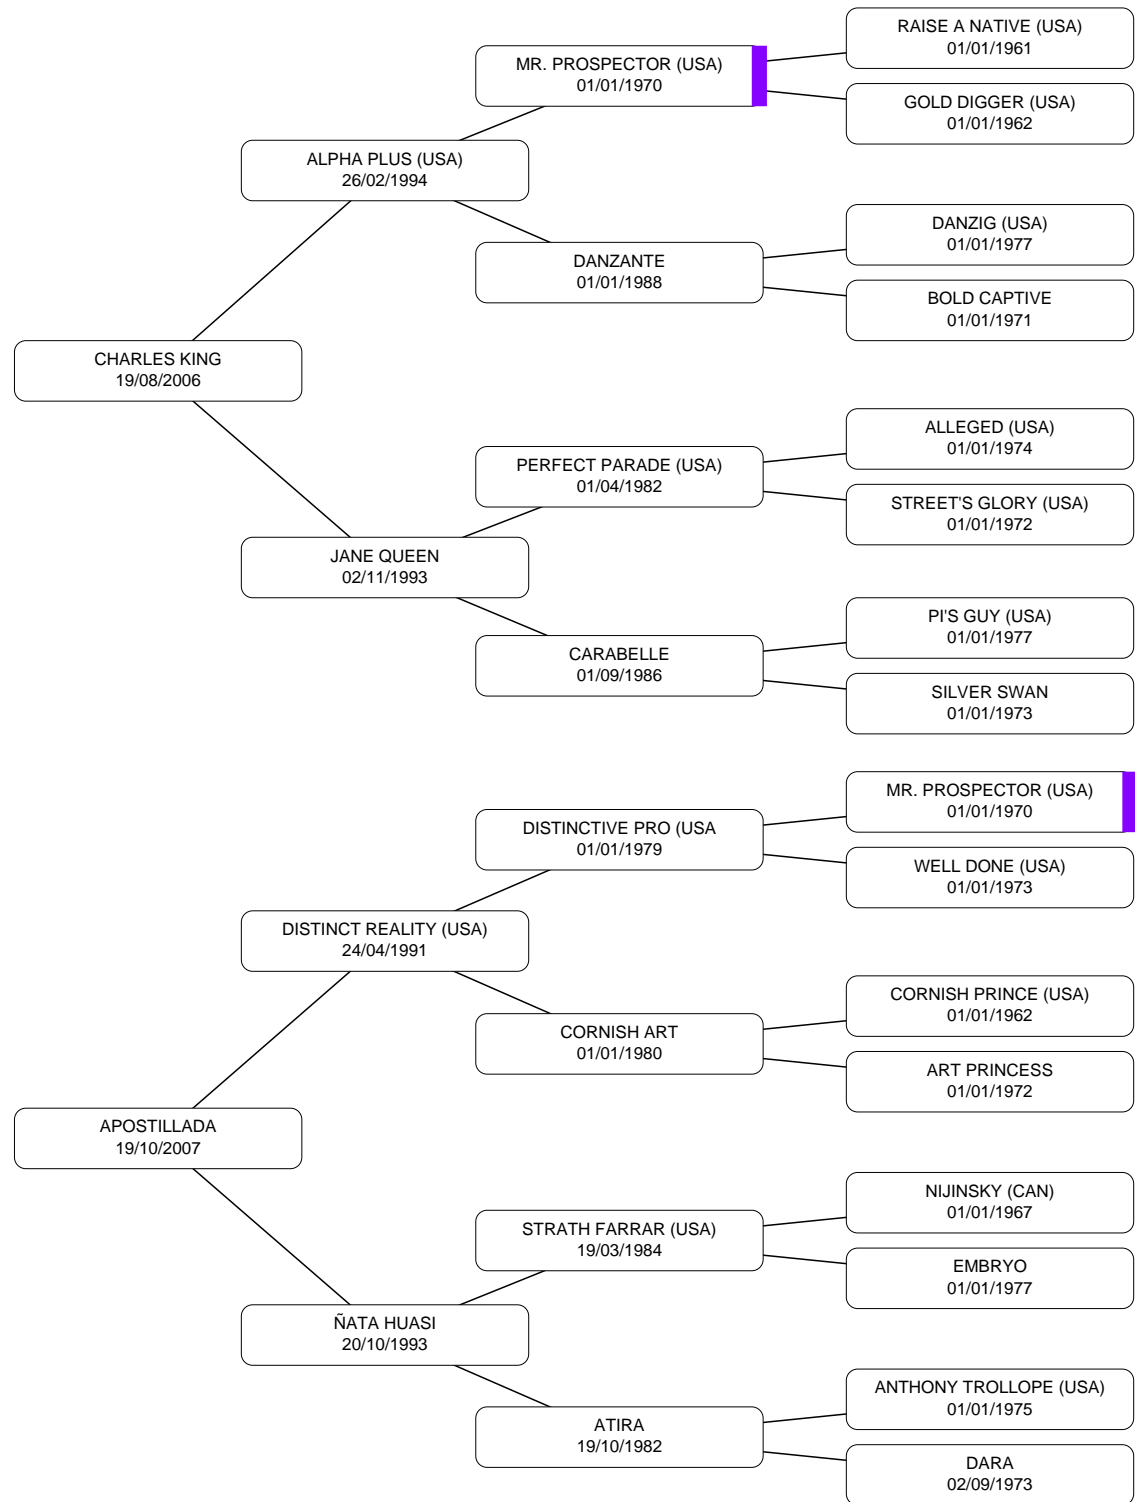 RAISE A NATIVE (USA)
01/01/1961
MR. PROSPECTOR (USA)
01/01/1970
GOLD DIGGER (USA)
01/01/1962
ALPHA PLUS (USA)
26/02/1994
DANZIG (USA)
01/01/1977
DANZANTE
01/01/1988
BOLD CAPTIVE
01/01/1971
CHARLES KING
19/08/2006
ALLEGED (USA)
01/01/1974
PERFECT PARADE (USA)
01/04/1982
STREET'S GLORY (USA)
01/01/1972
JANE QUEEN
02/11/1993
PI'S GUY (USA)
01/01/1977
CARABELLE
01/09/1986
SILVER SWAN
01/01/1973
MR. PROSPECTOR (USA)
01/01/1970
DISTINCTIVE PRO (USA
01/01/1979
WELL DONE (USA)
01/01/1973
DISTINCT REALITY (USA)
24/04/1991
CORNISH PRINCE (USA)
01/01/1962
CORNISH ART
01/01/1980
ART PRINCESS
01/01/1972
APOSTILLADA
19/10/2007
NIJINSKY (CAN)
01/01/1967
STRATH FARRAR (USA)
19/03/1984
EMBRYO
01/01/1977
ÑATA HUASI
20/10/1993
ANTHONY TROLLOPE (USA)
01/01/1975
ATIRA
19/10/1982
DARA
02/09/1973